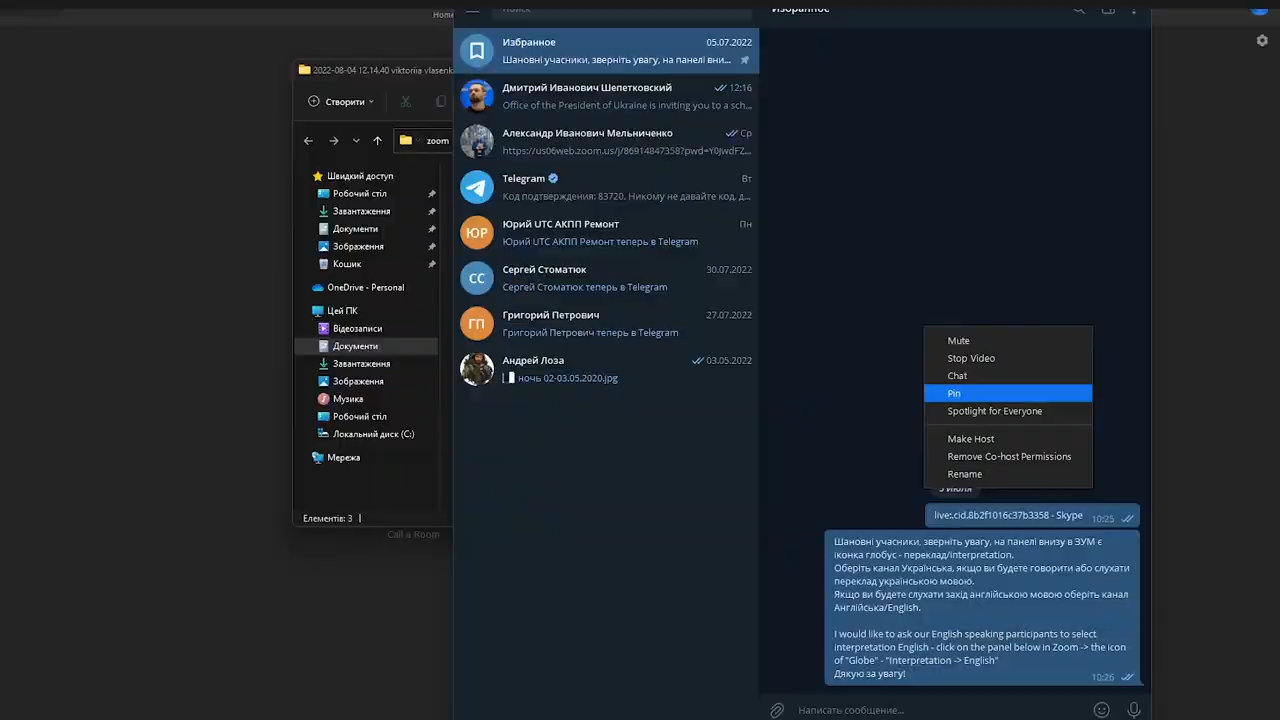 Home
Поиск
Избранное
2022-08-04 12.14.40 viktoriia vlasenk
Створити
zoom
Швидкий доступ
Робочий стіл
Завантаження
Документи
Зображення
Кошик
OneDrive - Personal
Цей ПК
Відеозаписи
Документи
Завантаження
Зображення
Музика
Робочий стіл
Локальний диск (C:)
Мережа
Елементів: 3
Call a Room
Избранное 05.07.2022
Шановні учасники, зверніть увагу, на панелі вни...
Дмитрий Иванович Шепетковский 12:16
Office of the President of Ukraine is inviting you to a sch...
Александр Иванович Мельниченко Ср
https://us06web.zoom.us/j/86914847358?pwd=Y0JwdFZ...
Telegram Вт
Код подтверждения: 83720. Никому не давайте код, д...
ЮР
Юрий UTC АКПП Ремонт Пн
Юрий UTC АКПП Ремонт теперь в Telegram
СС
Сергей Стоматюк 30.07.2022
Сергей Стоматюк теперь в Telegram
ГП
Григорий Петрович 27.07.2022
Григорий Петрович теперь в Telegram
Андрей Лоза 03.05.2022
ночь 02-03.05.2020.jpg
Mute
Stop Video
Chat
Pin
Spotlight for Everyone
Make Host
Remove Co-host Permissions
Rename
5 июля
live:.cid.8b2f1016c37b3358 - Skype 10:25
Шановні учасники, зверніть увагу, на панелі внизу в ЗУМ є
іконка глобус - переклад/interpretation.
Оберіть канал Українська, якщо ви будете говорити або слухати
переклад українською мовою.
Якщо ви будете слухати захід англійською мовою оберіть канал
Англійська/English.
I would like to ask our English speaking participants to select
interpretation English - click on the panel below in Zoom -> the icon
of "Globe" - "Interpretation -> English"
Дякую за увагу! 10:26
Написать сообщение...